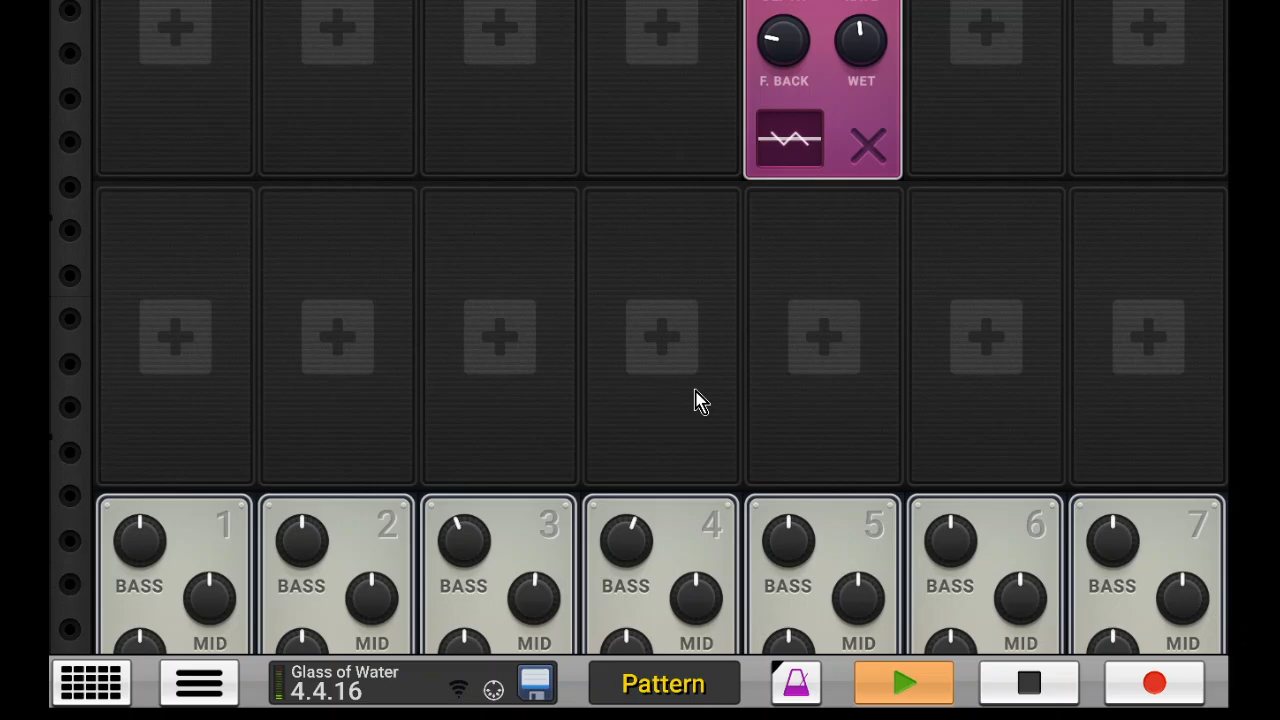 F. BACK WET
1 2 3 4 5 6 7
BASS BASS BASS BASS BASS BASS BASS
MID MID MID MID MID MID MID
Glass of Water
4.4.16
Pattern